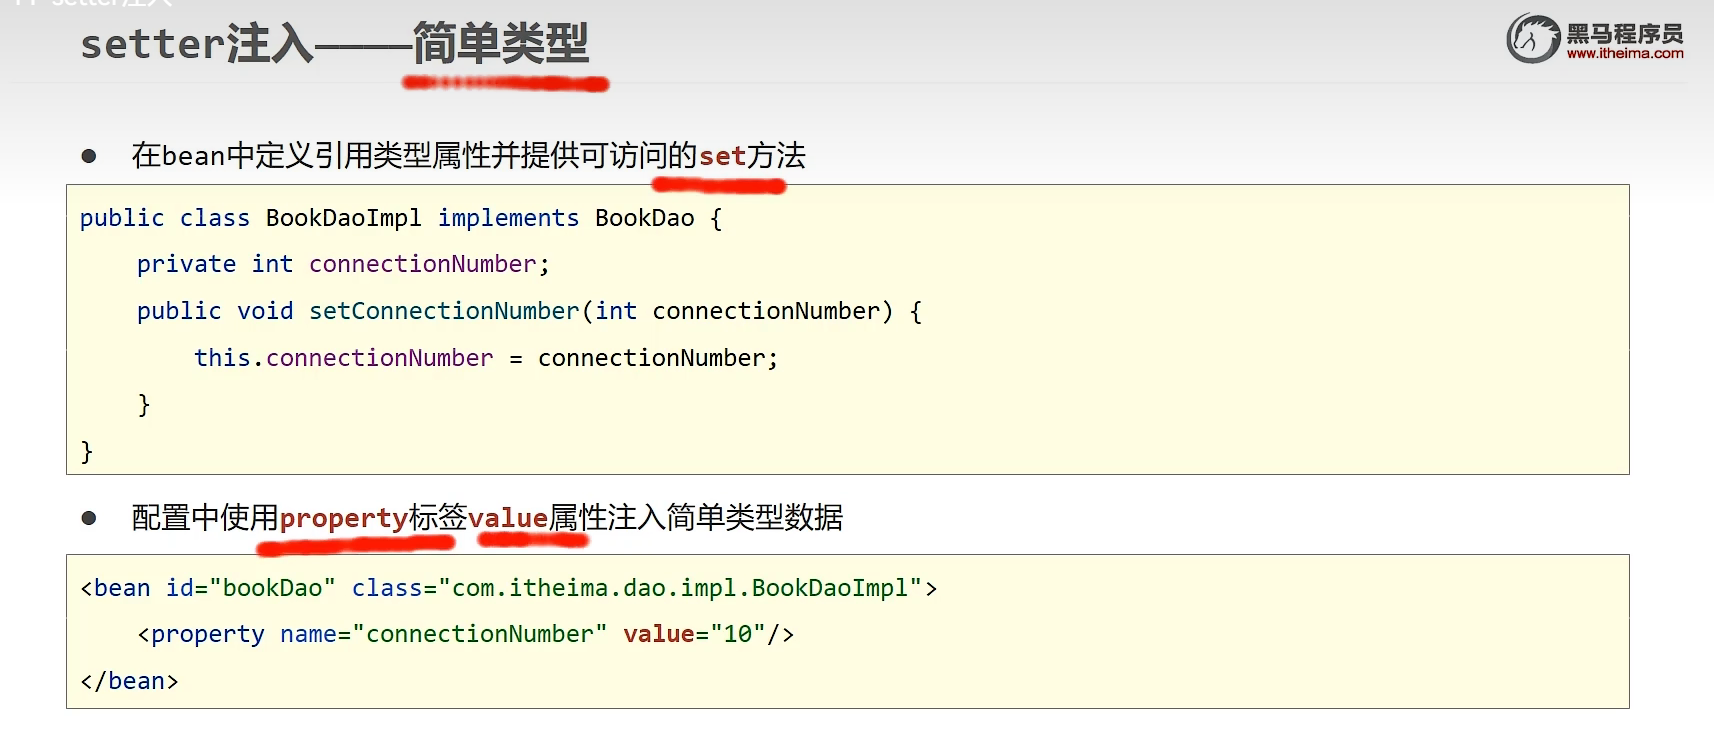 setter注入————简单类型
黑马程序员
www.itheima.com
● 在bean中定义引用类型属性并提供可访问的set方法
public class BookDaoImpl implements BookDao {
    private int connectionNumber;
    public void setConnectionNumber(int connectionNumber) {
        this.connectionNumber = connectionNumber;
    }
}
● 配置中使用property标签value属性注入简单类型数据
<bean id="bookDao" class="com.itheima.dao.impl.BookDaoImpl">
    <property name="connectionNumber" value="10"/>
</bean>